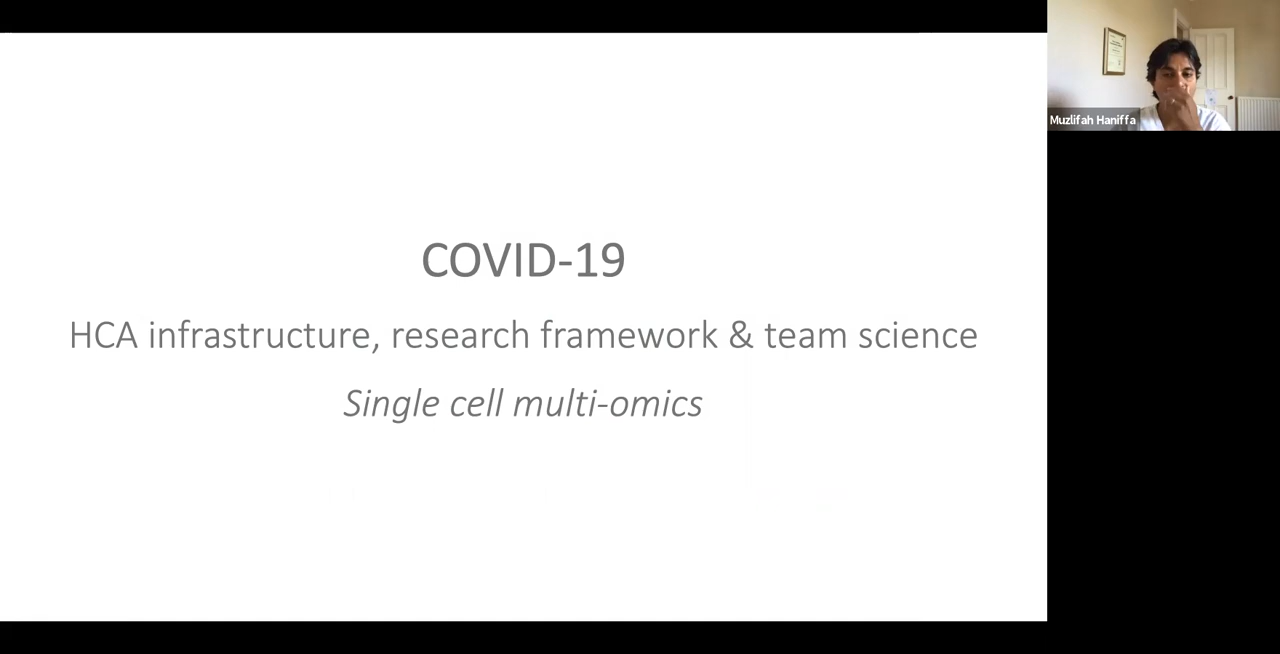 COVID-19
HCA infrastructure, research framework & team science
Single cell multi-omics
Muzlifah Haniffa